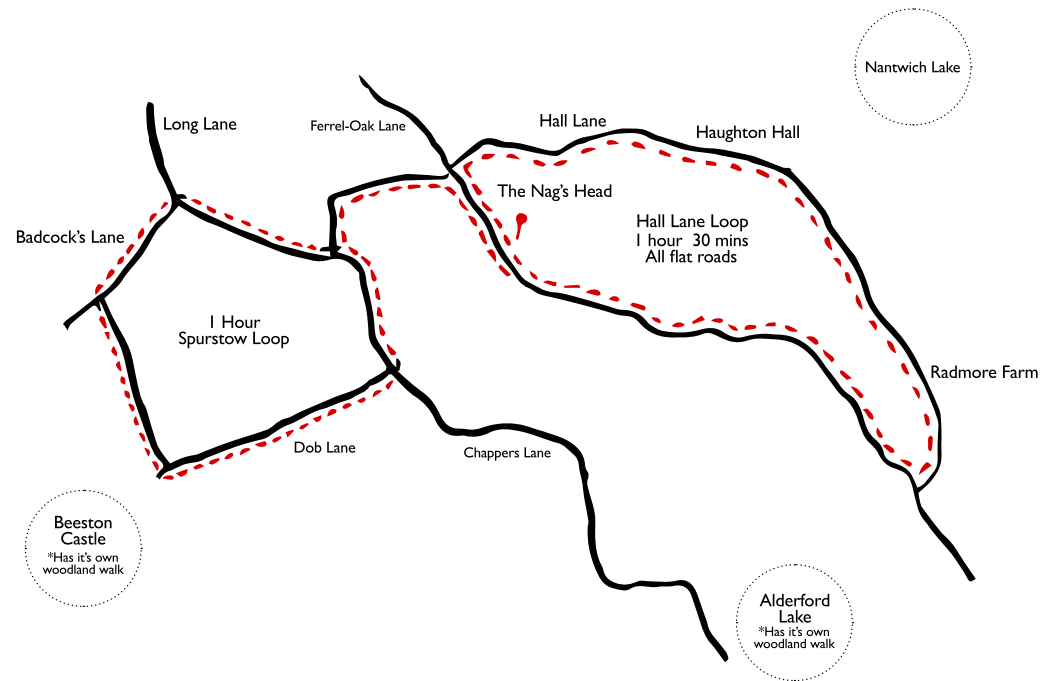 Nantwich Lake
Long Lane
Ferrel-Oak Lane
Hall Lane
Haughton Hall
The Nag's Head
Badcock's Lane
Hall Lane Loop
1 hour 30 mins
All flat roads
1 Hour
Spurstow Loop
Radmore Farm
Dob Lane
Chappers Lane
Beeston
Castle
*Has it's own
woodland walk
Alderford
Lake
*Has it's own
woodland walk